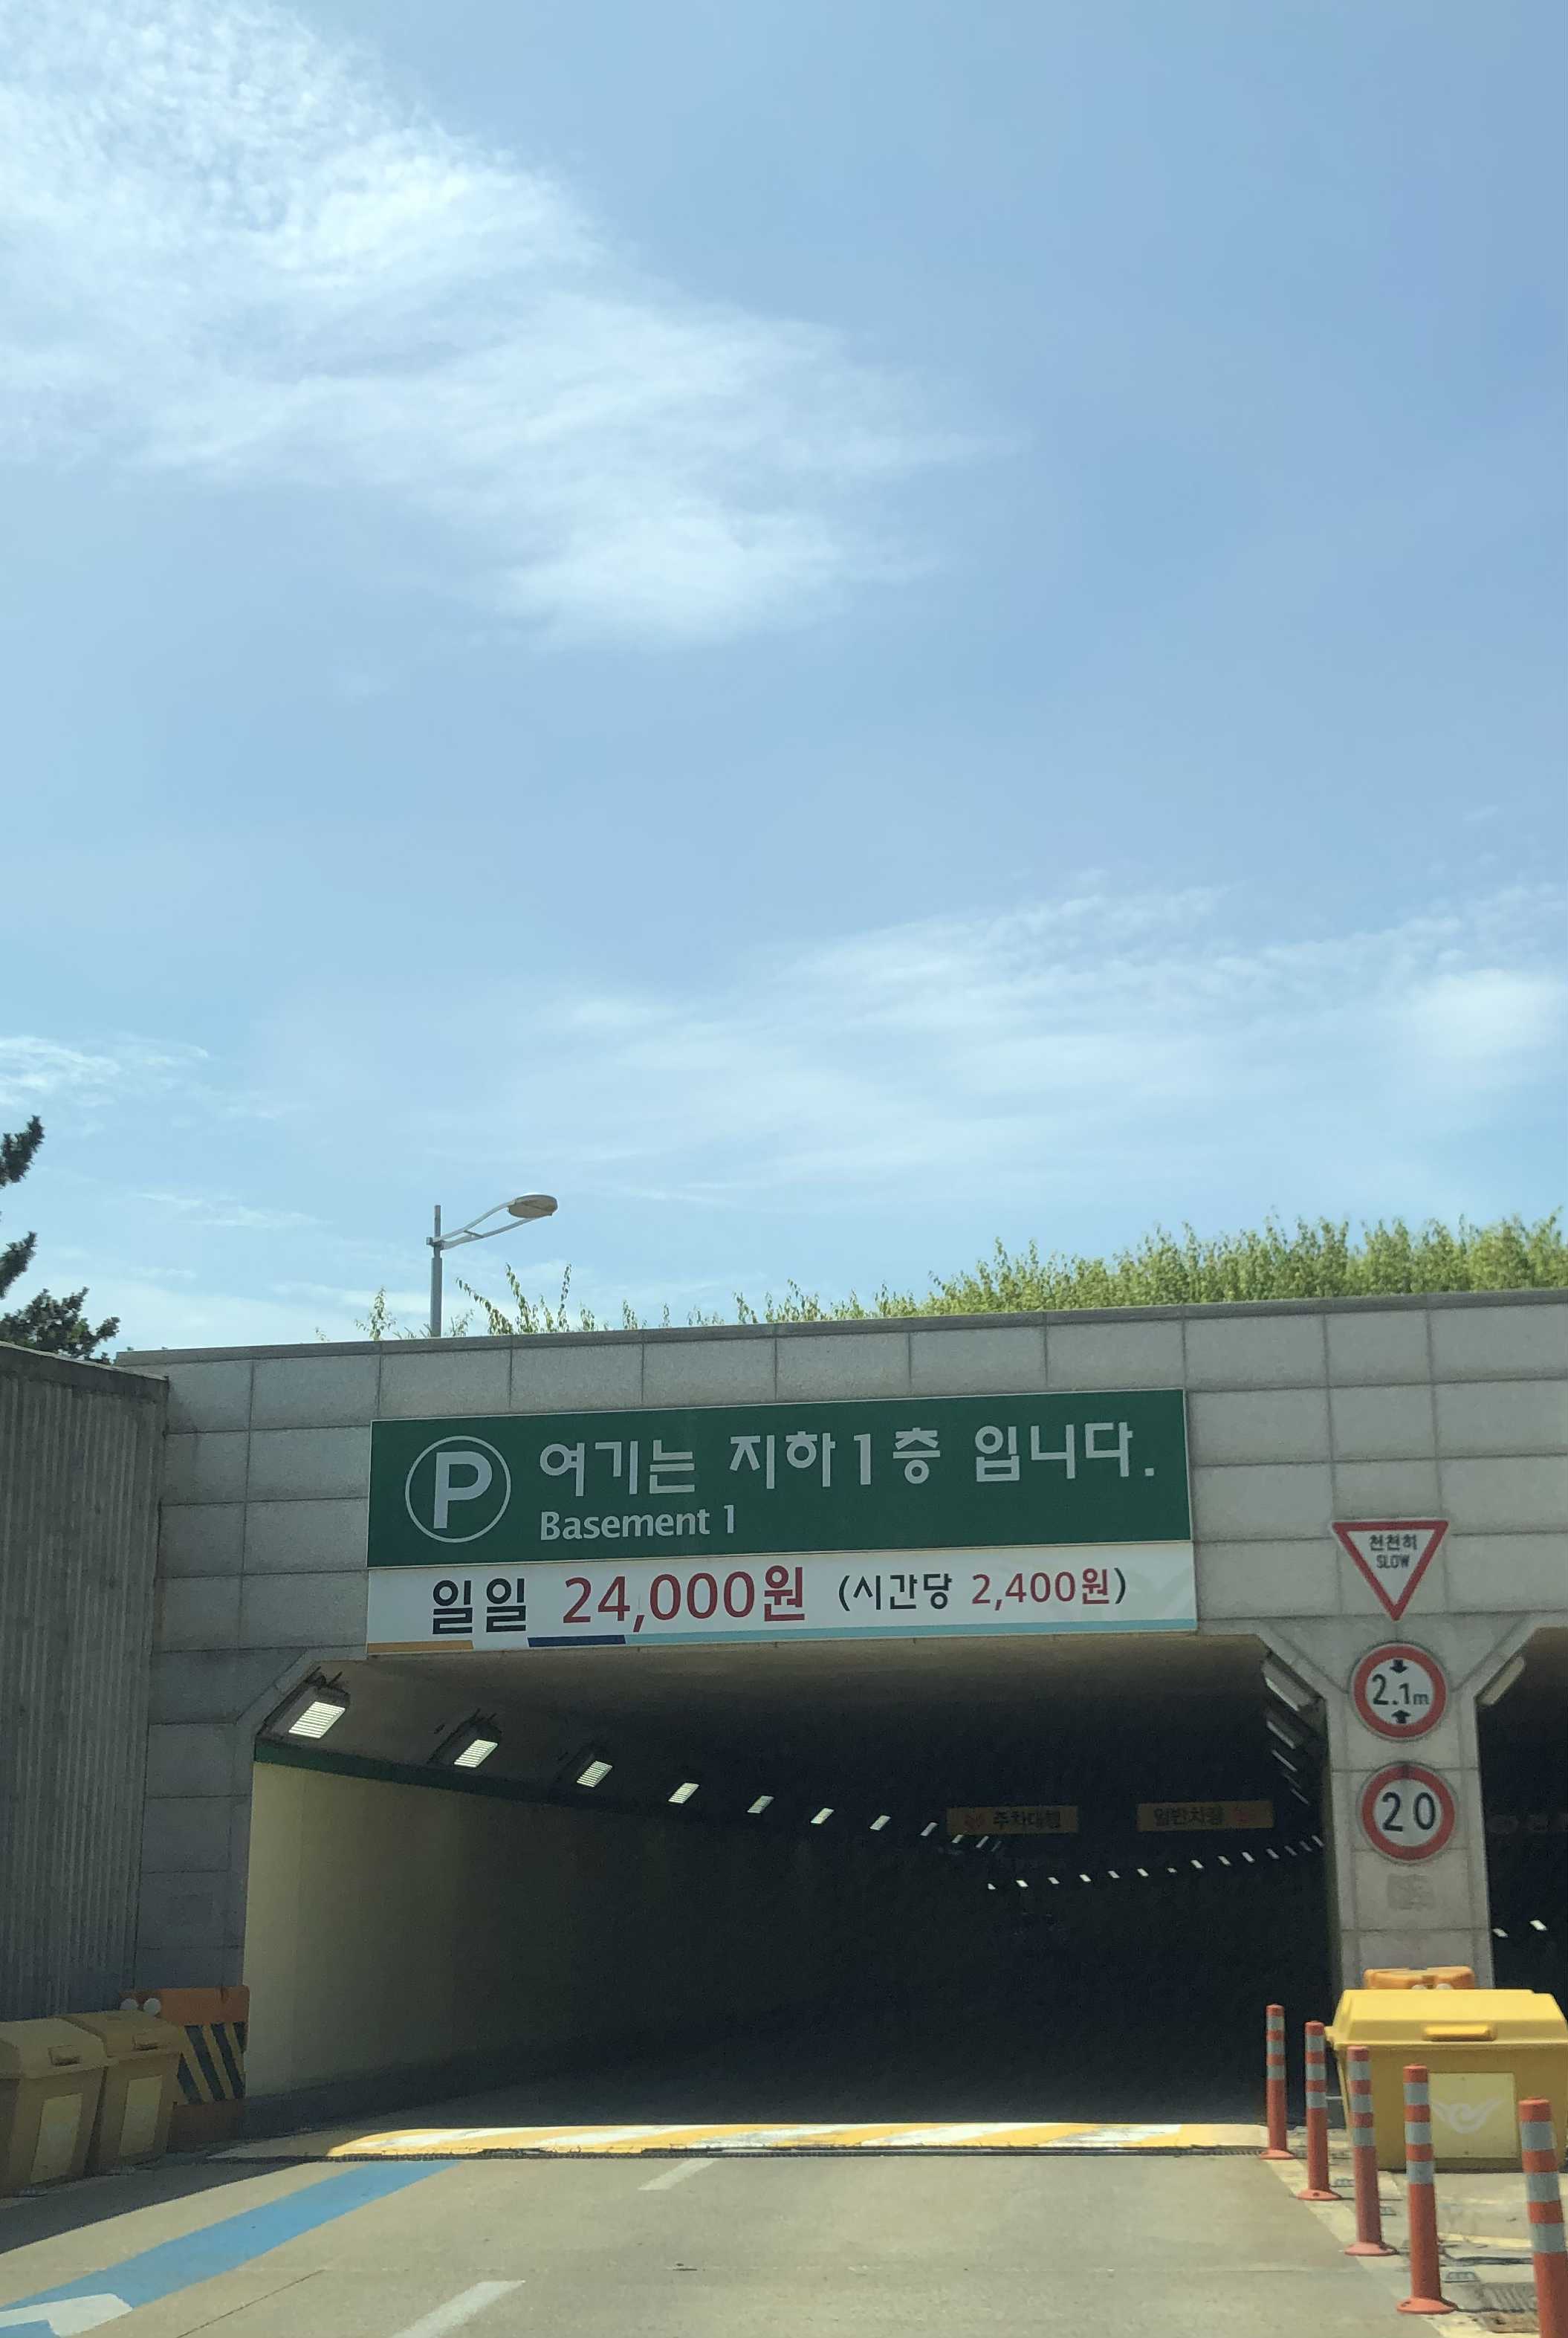 P 여기는 지하1층 입니다.
Basement 1
일일 24,000원 (시간당 2,400원)
천천히
SLOW
2.1m
20
주차대행
일반차량